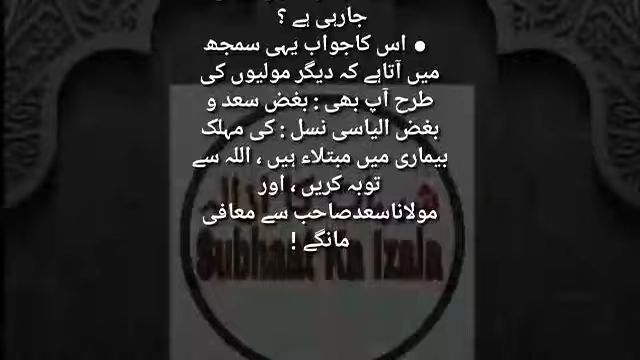 جارہی ہے ؟
● اس کاجواب یہی سمجھ
میں آتاہے کہ دیگر مولیوں کی
طرح آپ بھی : بغض سعد و
بغض الیاسی نسل : کی مہلک
بیماری میں مبتلاء ہیں ، اللہ سے
توبہ کریں ، اور
مولاناسعدصاحب سے معافی
مانگے !
Subhaat Ka Izala